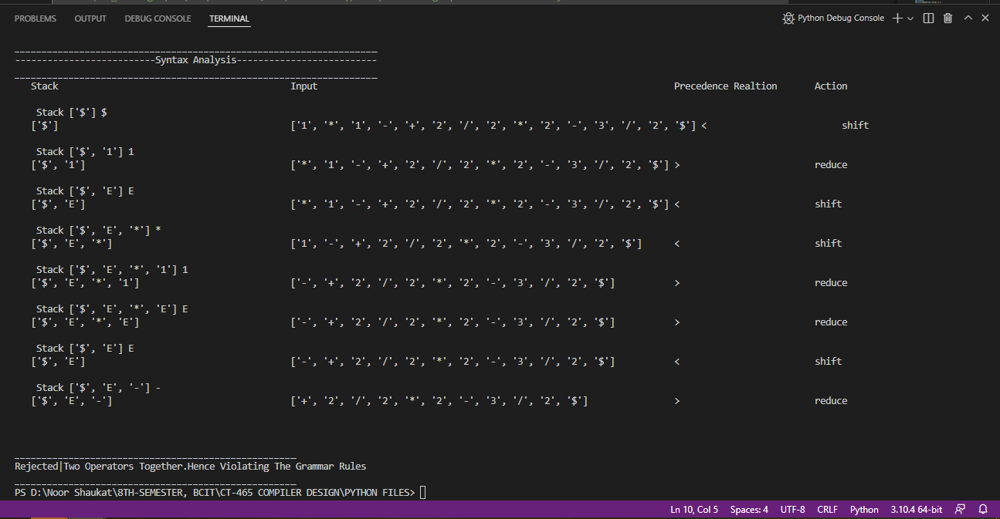 PROBLEMS OUTPUT DEBUG CONSOLE TERMINAL Python Debug Console
---------------------------Syntax Analysis---------------------------
Stack Input Precedence Realtion Action
Stack ['$'] $
['$'] ['1', '*', '1', '-', '+', '2', '/', '2', '*', '2', '-', '3', '/', '2', '$'] < shift
Stack ['$', '1'] 1
['$', '1'] ['*', '1', '-', '+', '2', '/', '2', '*', '2', '-', '3', '/', '2', '$'] > reduce
Stack ['$', 'E'] E
['$', 'E'] ['*', '1', '-', '+', '2', '/', '2', '*', '2', '-', '3', '/', '2', '$'] < shift
Stack ['$', 'E', '*'] *
['$', 'E', '*'] ['1', '-', '+', '2', '/', '2', '*', '2', '-', '3', '/', '2', '$'] < shift
Stack ['$', 'E', '*', '1'] 1
['$', 'E', '*', '1'] ['-', '+', '2', '/', '2', '*', '2', '-', '3', '/', '2', '$'] > reduce
Stack ['$', 'E', '*', 'E'] E
['$', 'E', '*', 'E'] ['-', '+', '2', '/', '2', '*', '2', '-', '3', '/', '2', '$'] > reduce
Stack ['$', 'E'] E
['$', 'E'] ['-', '+', '2', '/', '2', '*', '2', '-', '3', '/', '2', '$'] < shift
Stack ['$', 'E', '-'] -
['$', 'E', '-'] ['+', '2', '/', '2', '*', '2', '-', '3', '/', '2', '$'] > reduce
Rejected|Two Operators Together.Hence Violating The Grammar Rules
PS D:\Noor Shaukat\8TH-SEMESTER, BCIT\CT-465 COMPILER DESIGN\PYTHON FILES>
Ln 10, Col 5 Spaces: 4 UTF-8 CRLF Python 3.10.4 64-bit